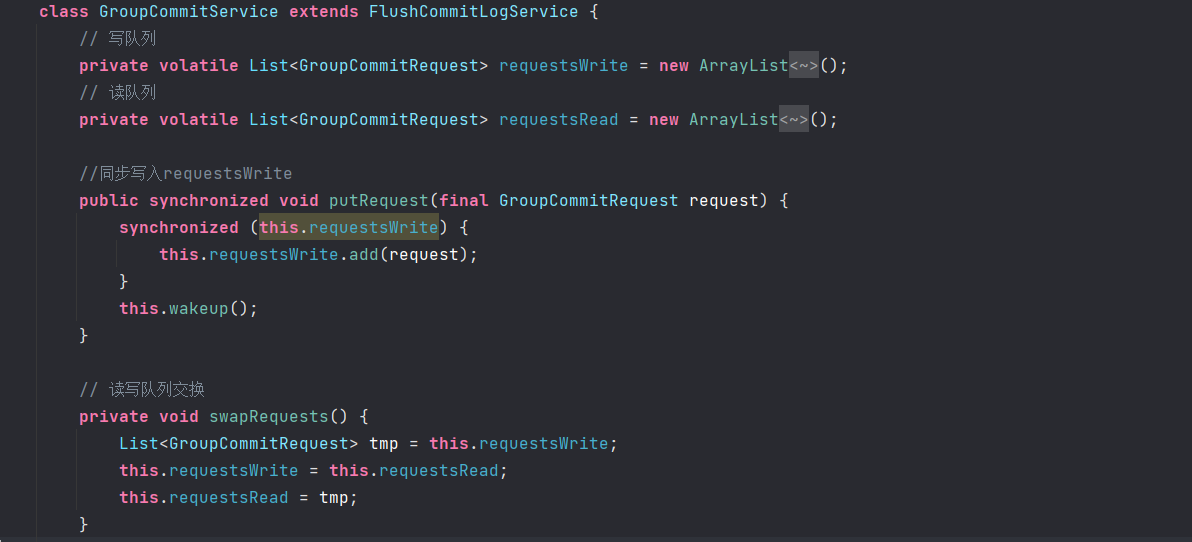 class GroupCommitService extends FlushCommitLogService {
// 写队列
private volatile List<GroupCommitRequest> requestsWrite = new ArrayList<~>();
// 读队列
private volatile List<GroupCommitRequest> requestsRead = new ArrayList<~>();
//同步写入requestsWrite
public synchronized void putRequest(final GroupCommitRequest request) {
synchronized (this.requestsWrite) {
this.requestsWrite.add(request);
}
this.wakeup();
}
// 读写队列交换
private void swapRequests() {
List<GroupCommitRequest> tmp = this.requestsWrite;
this.requestsWrite = this.requestsRead;
this.requestsRead = tmp;
}